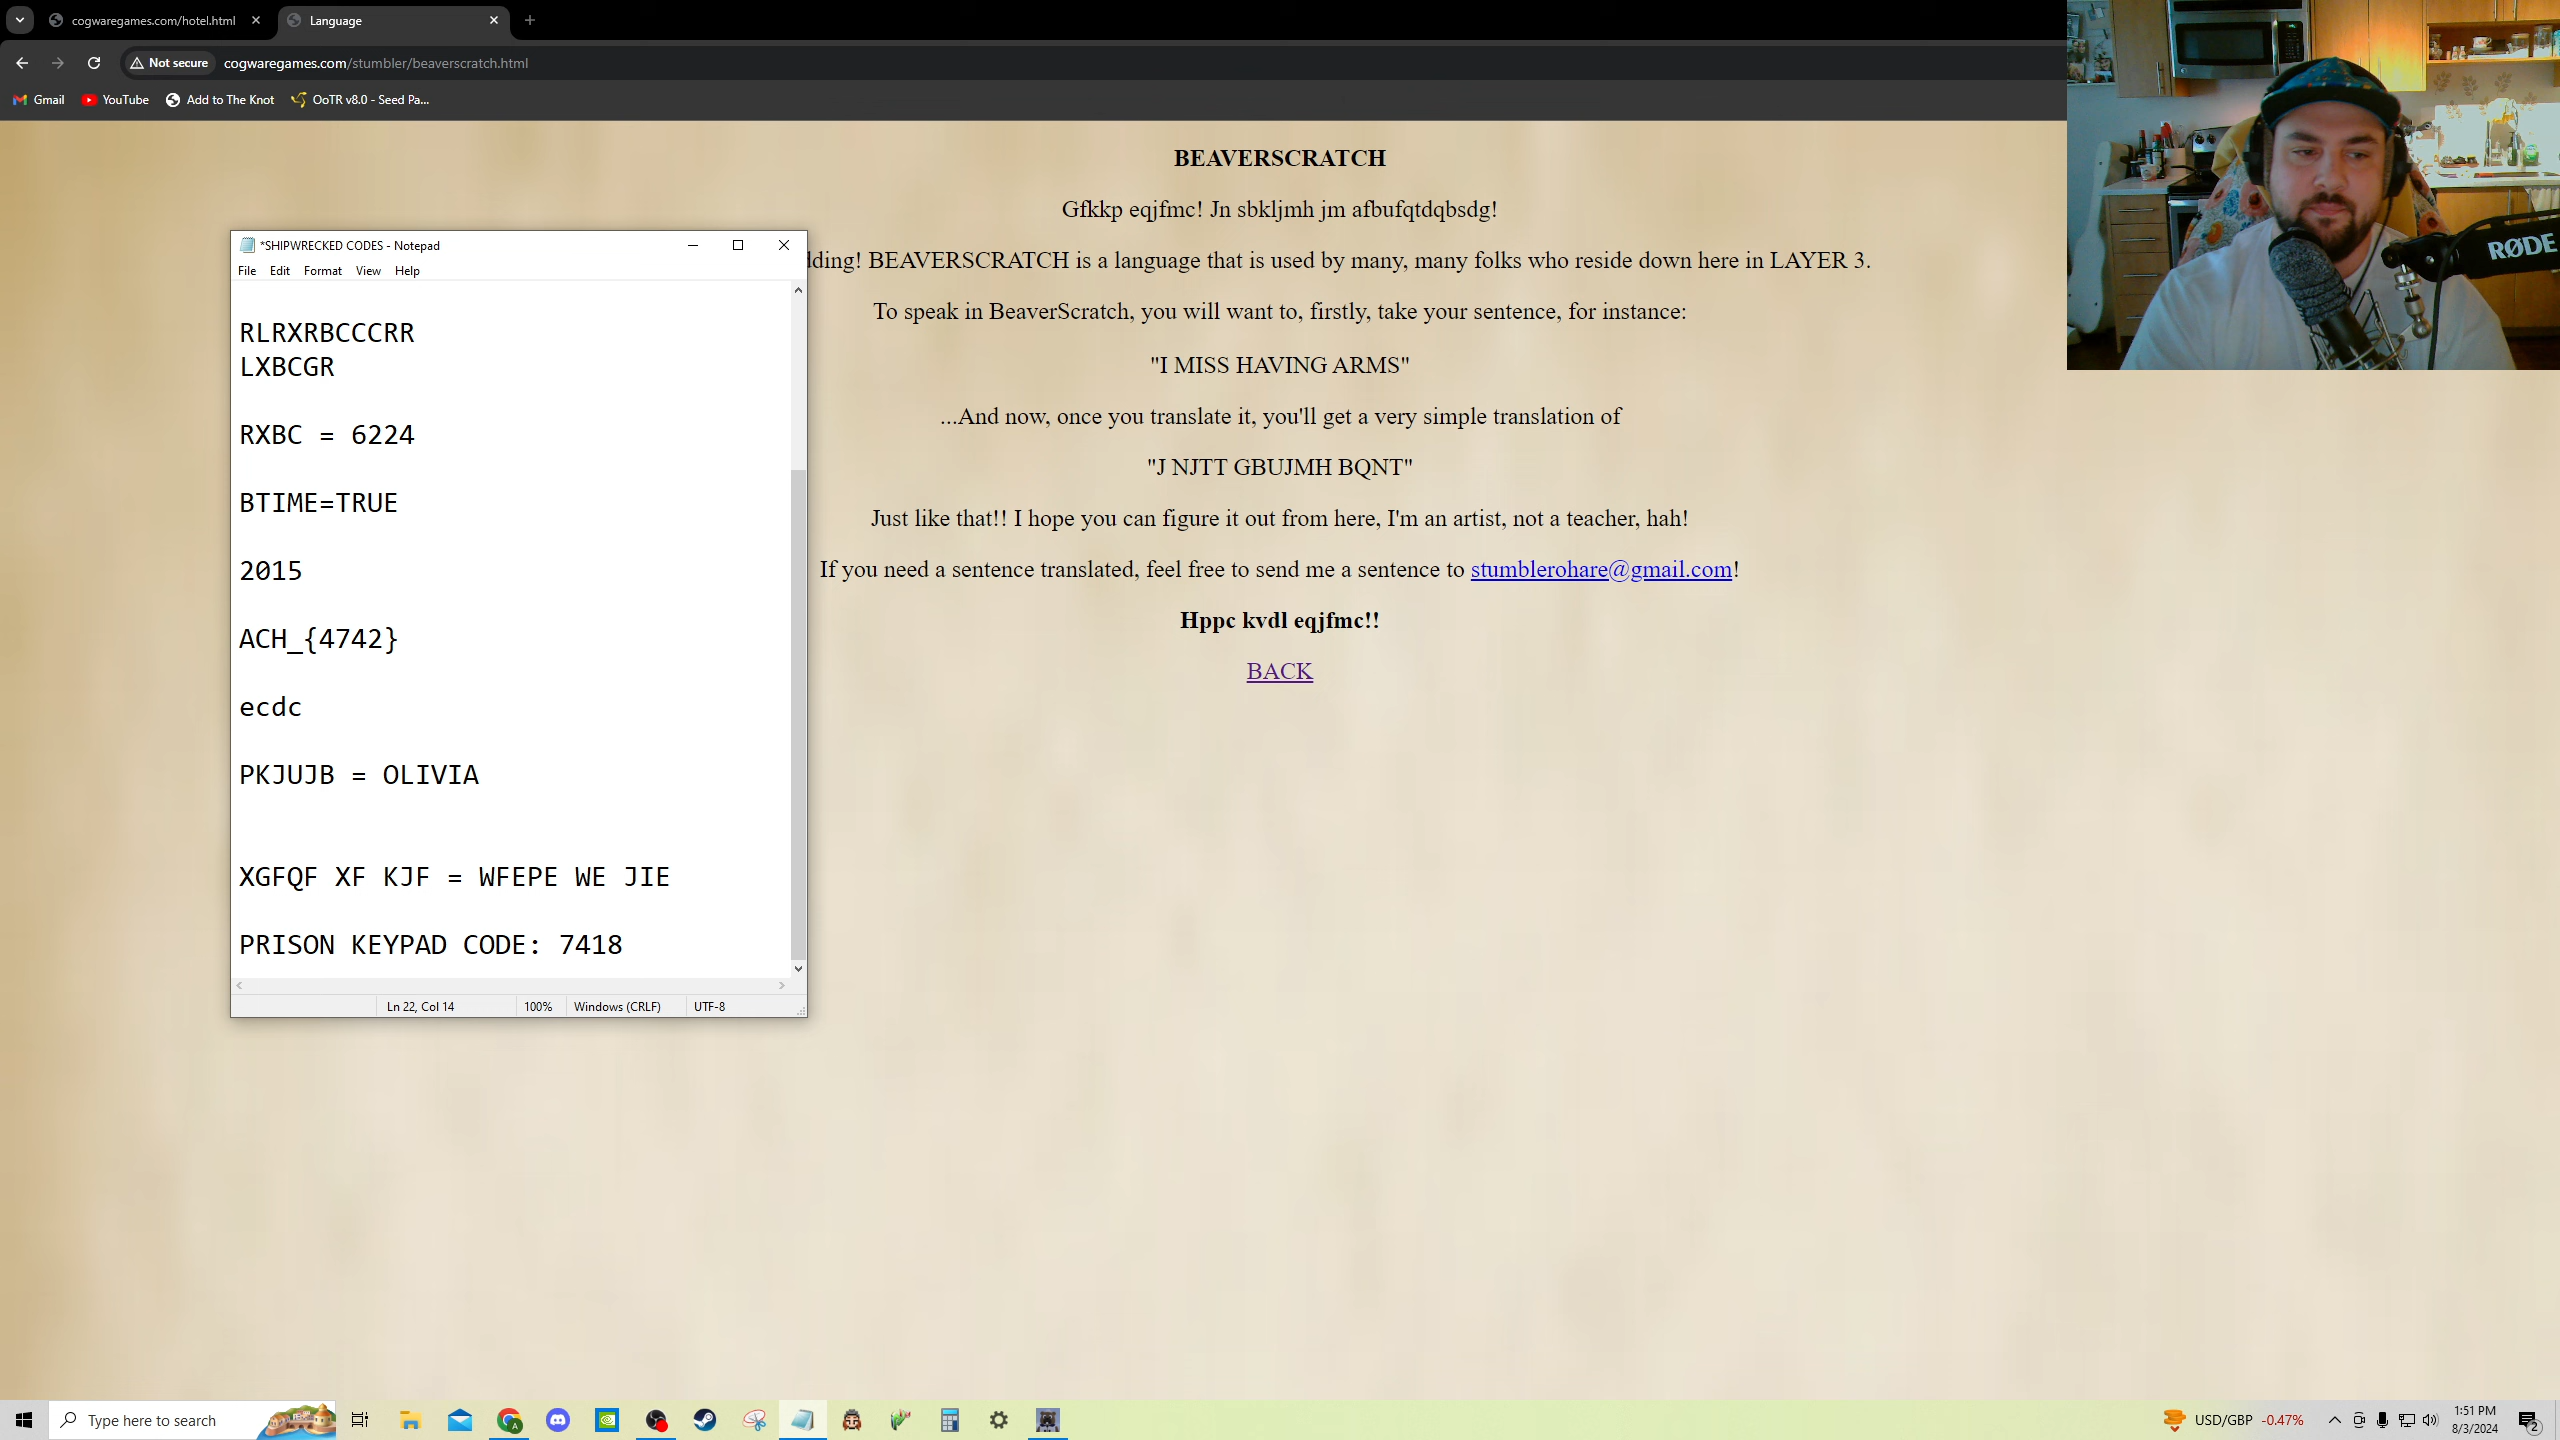 cogwaregames.com/hotel.html
Language
Not secure
cogwaregames.com/stumbler/beaverscratch.html
Gmail
YouTube
Add to The Knot
OoTR v8.0 - Seed Pa...
BEAVERSCRATCH
Gfkkp eqjfmc! Jn sbkljmh jm afbufqtdqbsdg!
dding! BEAVERSCRATCH is a language that is used by many, many folks who reside down here in LAYER 3.
To speak in BeaverScratch, you will want to, firstly, take your sentence, for instance:
"I MISS HAVING ARMS"
...And now, once you translate it, you'll get a very simple translation of
"J NJTT GBUJMH BQNT"
Just like that!! I hope you can figure it out from here, I'm an artist, not a teacher, hah!
If you need a sentence translated, feel free to send me a sentence to stumblerohare@gmail.com!
Hppc kvdl eqjfmc!!
BACK
*SHIPWRECKED CODES - Notepad
File Edit Format View Help
RLRXRBCCCRR
LXBCGR
RXBC = 6224
BTIME=TRUE
2015
ACH_{4742}
ecdc
PKJUJB = OLIVIA
XGFQF XF KJF = WFEPE WE JIE
PRISON KEYPAD CODE: 7418
Ln 22, Col 14
100%
Windows (CRLF)
UTF-8
RØDE
Type here to search
USD/GBP -0.47%
1:51 PM
8/3/2024
2